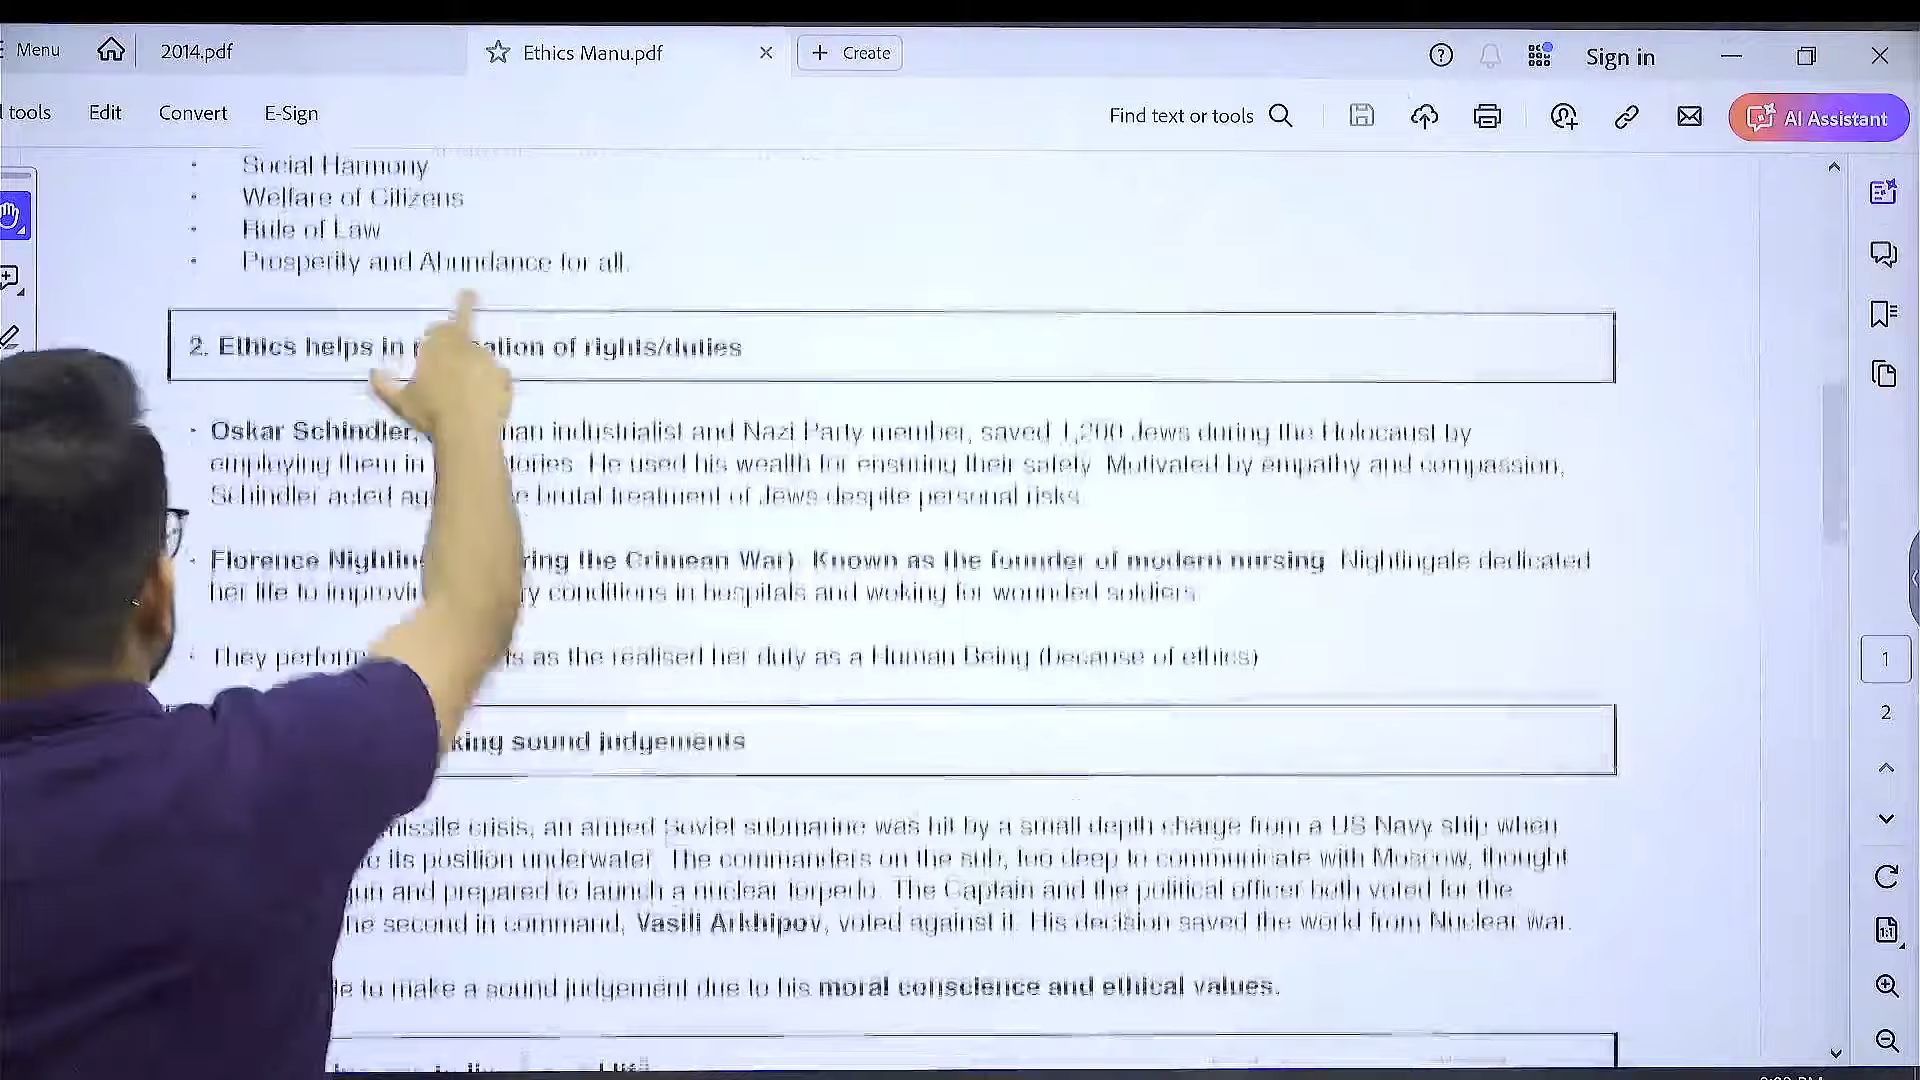 Menu
2014.pdf
Ethics Manu.pdf
Create
Sign in
tools
Edit
Convert
E-Sign
Find text or tools
AI Assistant
Social Harmony
Welfare of Citizens
Rule of Law
Prosperity and Abundance for all.
2. Ethics helps in ation of rights/duties
Oskar Schindler, man industrialist and Nazi Party member, saved 1,200 Jews during the Holocaust by
employing them in tories. He used his wealth for ensuring their safety. Motivated by empathy and compassion,
Schindler acted ag e brutal treatment of Jews despite personal risks
Florence Nightin ring the Crimean War). Known as the founder of modern nursing. Nightingale dedicated
her life to improvi ry conditions in hospitals and woking for wounded soldiers.
They perform s as the realised her duty as a Human Being (because of ethics)
king sound judgements
missile crisis, an armed Soviet submarine was hit by a small depth charge from a US Navy ship when
its position underwater. The commanders on the sub, too deep to communicate with Moscow, thought
gun and prepared to launch a nuclear torpedo. The Captain and the political officer both voted for the
he second in command, Vasili Arkhipov, voted against it. His decision saved the world from Nuclear war.
le to make a sound judgement due to his moral conscience and ethical values.
1
2
1:1